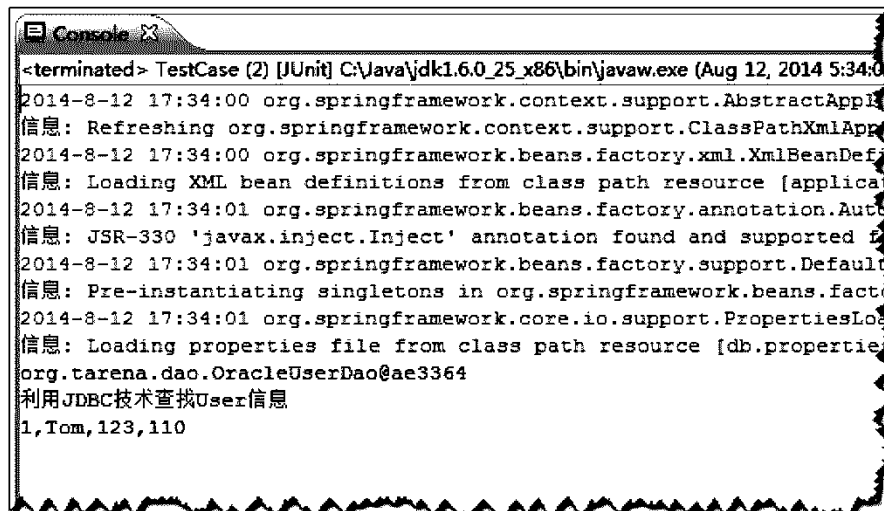 Console
<terminated> TestCase (2) [JUnit] C:\Java\jdk1.6.0_25_x86\bin\javaw.exe (Aug 12, 2014 5:34:0
2014-8-12 17:34:00 org.springframework.context.support.AbstractAppl
信息: Refreshing org.springframework.context.support.ClassPathXmlApp
2014-8-12 17:34:00 org.springframework.beans.factory.xml.XmlBeanDefi
信息: Loading XML bean definitions from class path resource [applicat
2014-8-12 17:34:01 org.springframework.beans.factory.annotation.Auto
信息: JSR-330 'javax.inject.Inject' annotation found and supported f
2014-8-12 17:34:01 org.springframework.beans.factory.support.Default
信息: Pre-instantiating singletons in org.springframework.beans.facto
2014-8-12 17:34:01 org.springframework.core.io.support.PropertiesLoa
信息: Loading properties file from class path resource [db.propertie
org.tarena.dao.OracleUserDao@ae3364
利用JDBC技术查找User信息
1,Tom,123,110